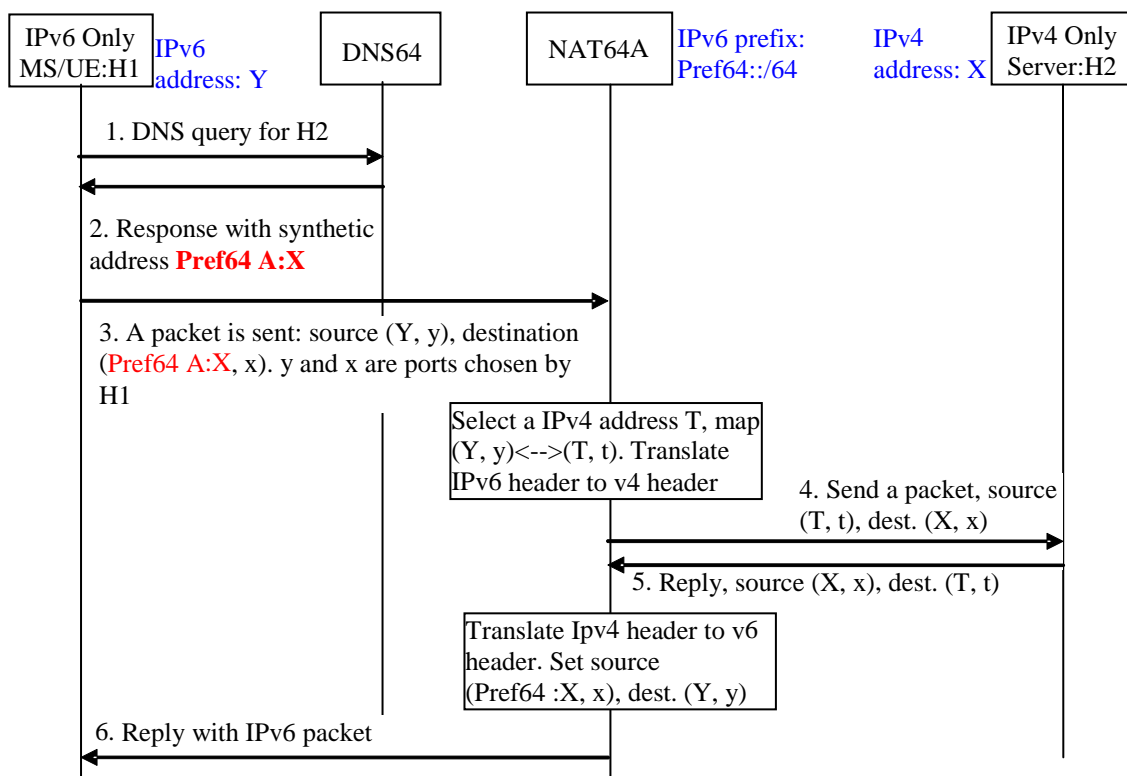 IPv6 Only
MS/UE:H1
IPv6
address: Y
DNS64
NAT64A
IPv6 prefix:
Pref64::/64
IPv4
address: X
IPv4 Only
Server:H2
1. DNS query for H2
2. Response with synthetic
address Pref64 A:X
3. A packet is sent: source (Y, y), destination
(Pref64 A:X, x). y and x are ports chosen by
H1
Select a IPv4 address T, map
(Y, y)<-->(T, t). Translate
IPv6 header to v4 header
4. Send a packet, source
(T, t), dest. (X, x)
5. Reply, source (X, x), dest. (T, t)
Translate Ipv4 header to v6
header. Set source
(Pref64 :X, x), dest. (Y, y)
6. Reply with IPv6 packet